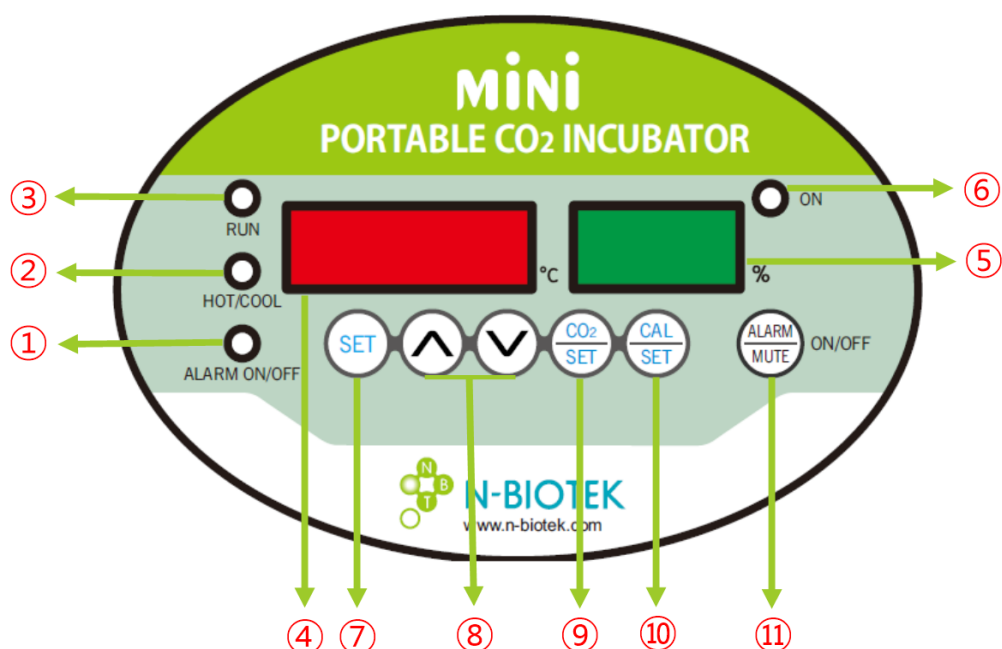 MiNi
PORTABLE CO2 INCUBATOR
③
RUN
⑥
ON
②
HOT/COOL
°C
%
⑤
①
ALARM ON/OFF
SET
CO2
SET
CAL
SET
ALARM
MUTE
ON/OFF
N
B
T
N-BIOTEK
www.n-biotek.com
④
⑦
⑧
⑨
⑩
⑪